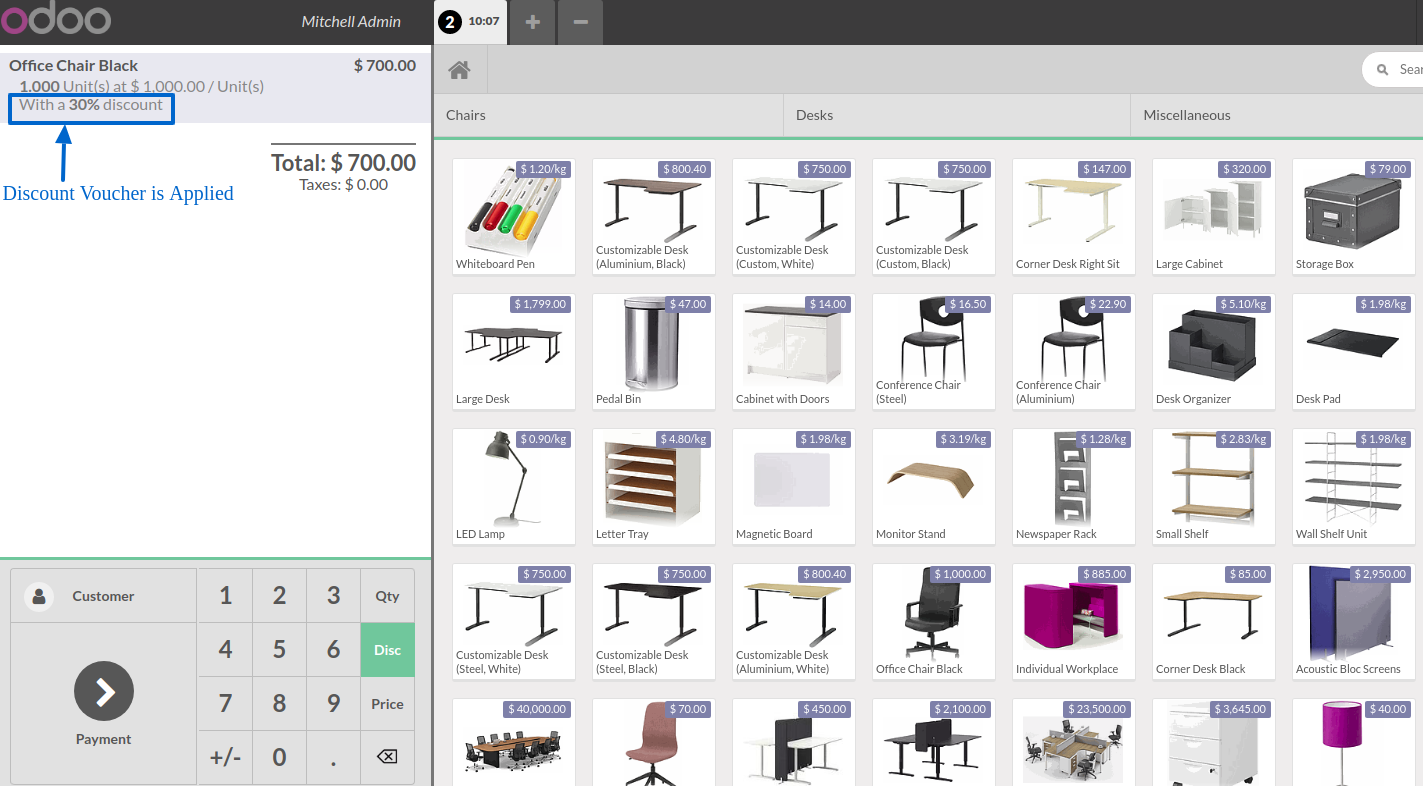 odoo
Mitchell Admin
2 10:07 + −
Office Chair Black $ 700.00
1.000 Unit(s) at $ 1,000.00 / Unit(s)
With a 30% discount
Total: $ 700.00
Taxes: $ 0.00
Discount Voucher is Applied
Customer
1 2 3 Qty
4 5 6 Disc
7 8 9 Price
+/- 0 .
Payment
Sear
Chairs
Desks
Miscellaneous
$ 1.20/kg
Whiteboard Pen
$ 800.40
Customizable Desk
(Aluminium, Black)
$ 750.00
Customizable Desk
(Custom, White)
$ 750.00
Customizable Desk
(Custom, Black)
$ 147.00
Corner Desk Right Sit
$ 320.00
Large Cabinet
$ 79.00
Storage Box
$ 1,799.00
Large Desk
$ 47.00
Pedal Bin
$ 14.00
Cabinet with Doors
$ 16.50
Conference Chair
(Steel)
$ 22.90
Conference Chair
(Aluminium)
$ 5.10/kg
Desk Organizer
$ 1.98/kg
Desk Pad
$ 0.90/kg
LED Lamp
$ 4.80/kg
Letter Tray
$ 1.98/kg
Magnetic Board
$ 3.19/kg
Monitor Stand
$ 1.28/kg
Newspaper Rack
$ 2.83/kg
Small Shelf
$ 1.98/kg
Wall Shelf Unit
$ 750.00
Customizable Desk
(Steel, White)
$ 750.00
Customizable Desk
(Steel, Black)
$ 800.40
Customizable Desk
(Aluminium, White)
$ 1,000.00
Office Chair Black
$ 885.00
Individual Workplace
$ 85.00
Corner Desk Black
$ 2,950.00
Acoustic Bloc Screens
$ 40,000.00
$ 70.00
$ 450.00
$ 2,100.00
$ 23,500.00
$ 3,645.00
$ 40.00